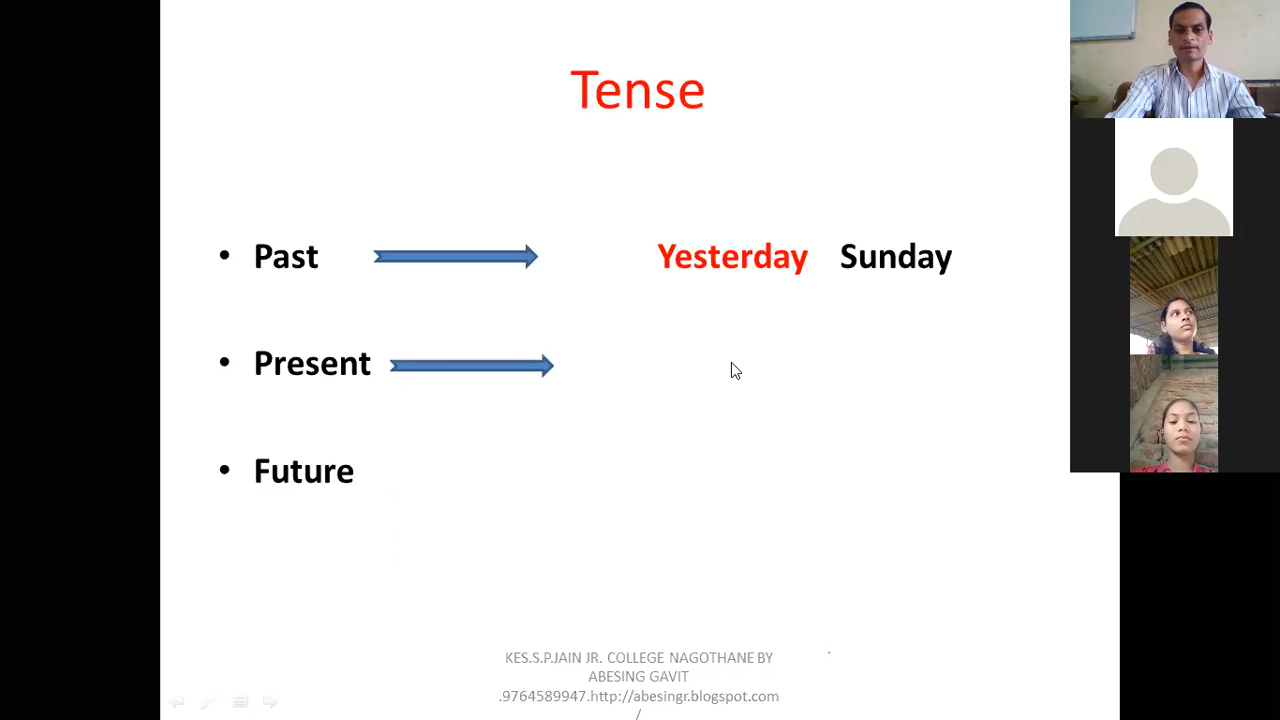 Tense
• Past Yesterday Sunday
• Present
• Future
KES.S.P.JAIN JR. COLLEGE NAGOTHANE BY
ABESING GAVIT
.9764589947.http://abesingr.blogspot.com
/